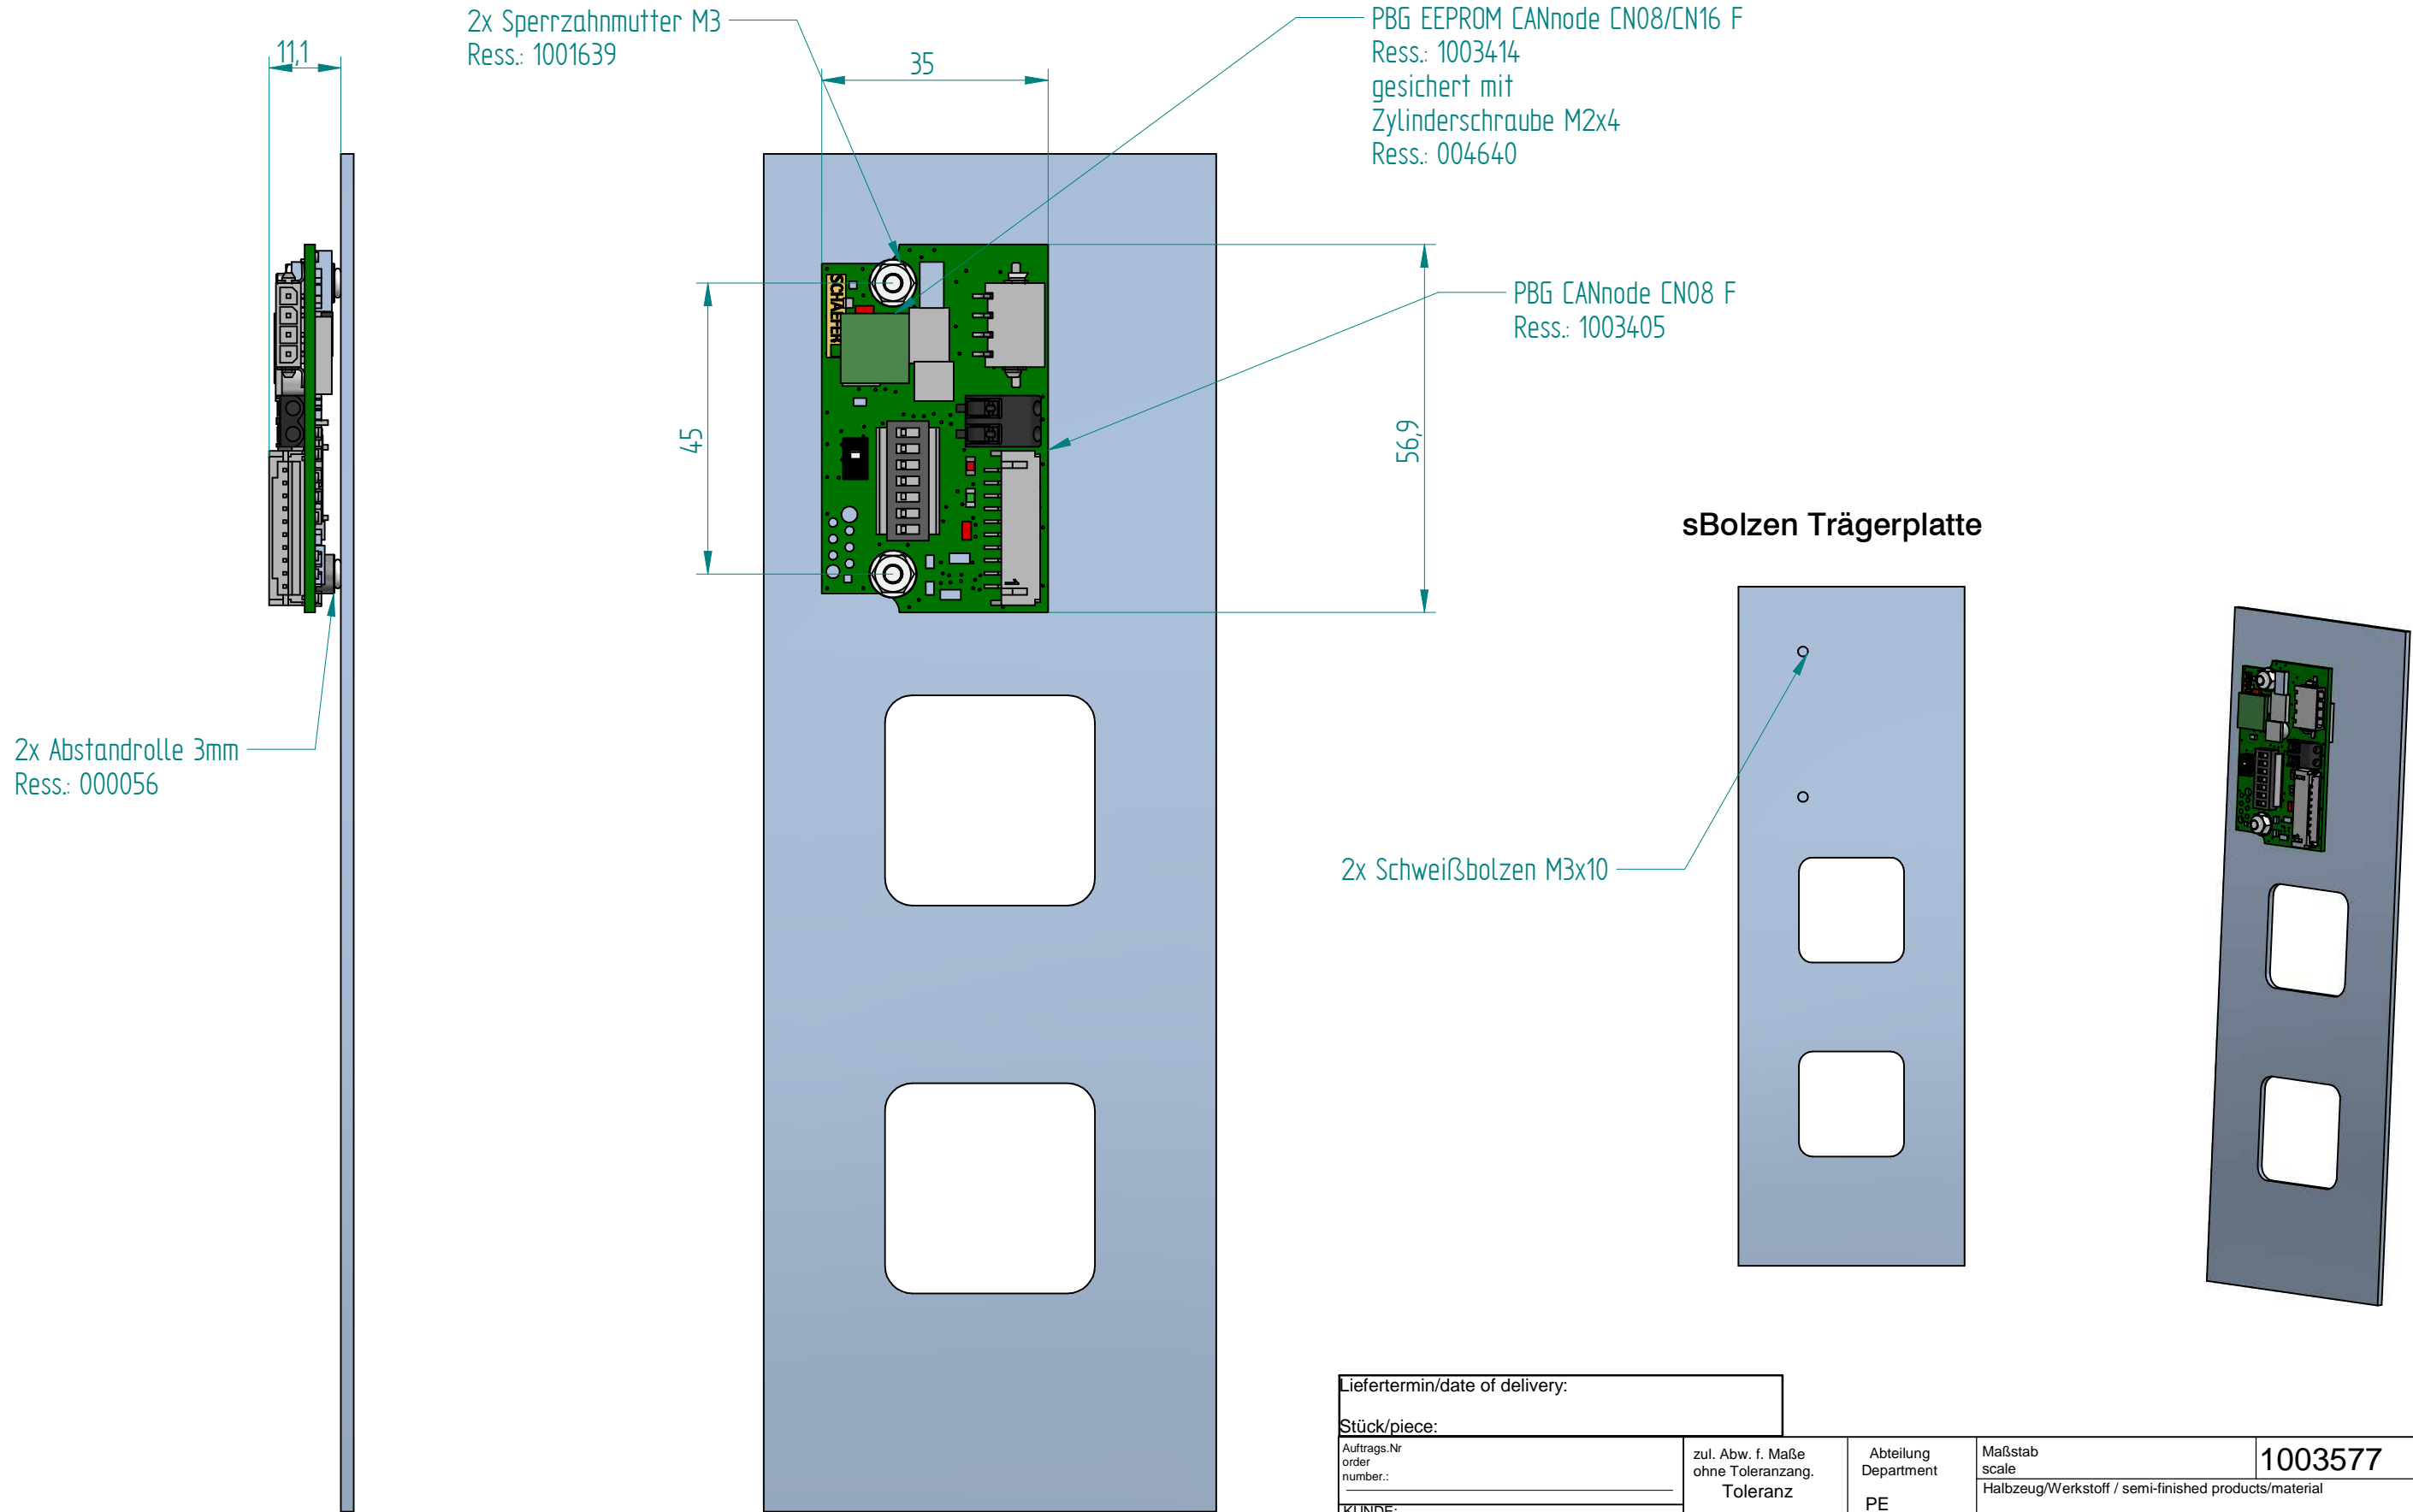 2x Sperrzahnmutter M3
Ress.: 1001639
PBG EEPROM CANnode CN08/CN16 F
Ress.: 1003414
gesichert mit
Zylinderschraube M2x4
Ress.: 004640
11,1
35
SCHAEFER
PBG CANnode CN08 F
Ress.: 1003405
45
56,9
1
sBolzen Trägerplatte
2x Abstandrolle 3mm
Ress.: 000056
2x Schweißbolzen M3x10
Liefertermin/date of delivery:
Stück/piece:
Auftrags.Nr
order
number.:
KUNDE:
zul. Abw. f. Maße
ohne Toleranzang.
Toleranz
Abteilung
Department
PE
Maßstab
scale
1003577
Halbzeug/Werkstoff / semi-finished products/material